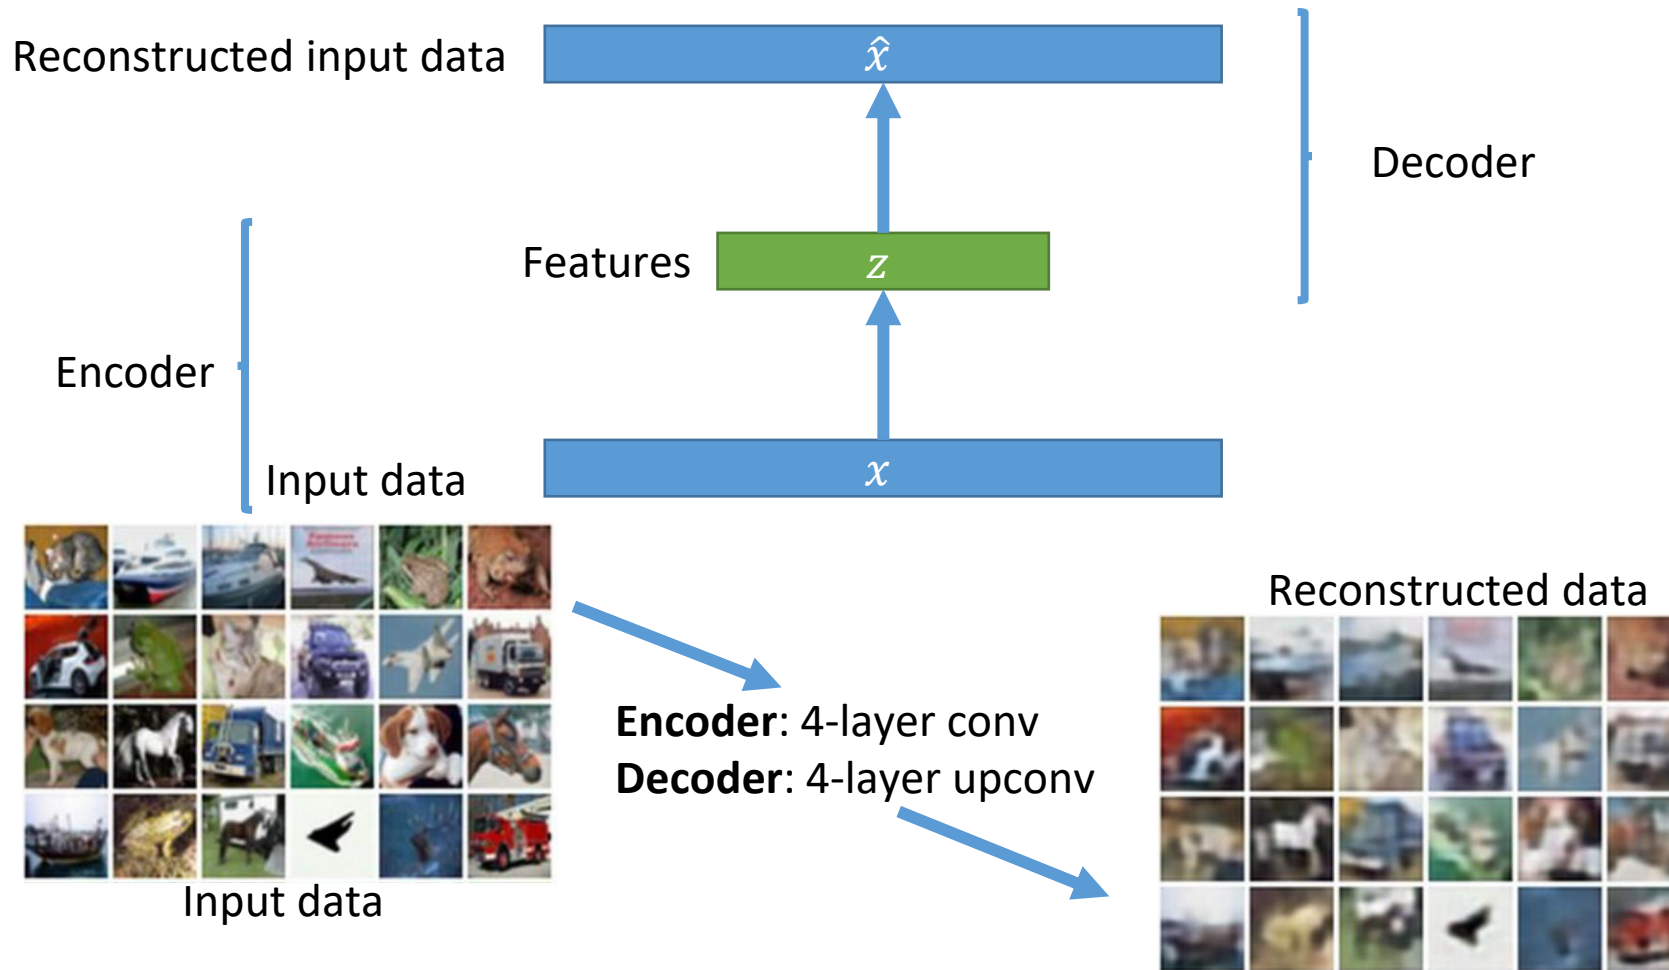 Reconstructed input data
x̂
Decoder
Features
z
Encoder
Input data
x
Reconstructed data
Encoder: 4-layer conv
Decoder: 4-layer upconv
Input data